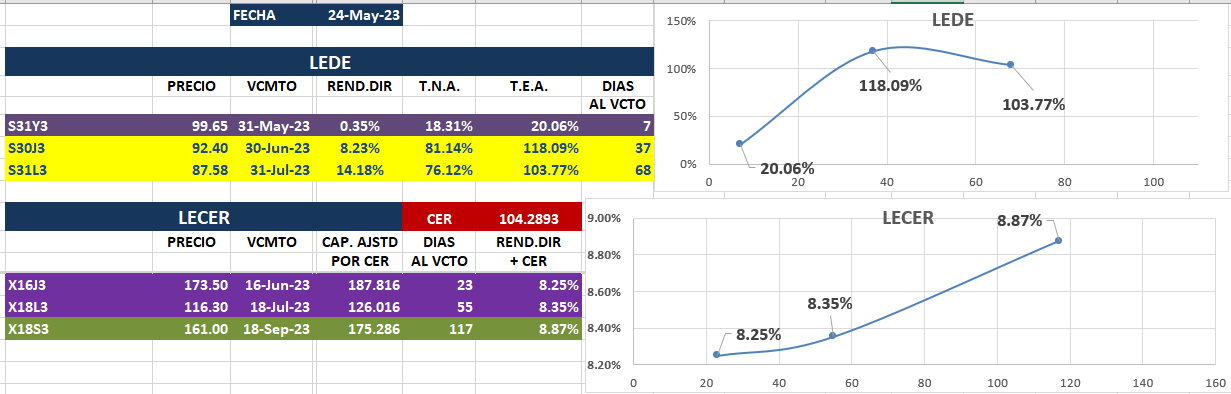 FECHA 24-May-23
LEDE
PRECIO VCMTO REND.DIR T.N.A. T.E.A. DIAS
AL VCTO
S31Y3 99.65 31-May-23 0.35% 18.31% 20.06% 7
S30J3 92.40 30-Jun-23 8.23% 81.14% 118.09% 37
S31L3 87.58 31-Jul-23 14.18% 76.12% 103.77% 68
LEDE
150%
100%
50%
0%
118.09%
103.77%
20.06%
0 20 40 60 80 100
LECER CER 104.2893
PRECIO VCMTO CAP. AJSTD DIAS REND.DIR
POR CER AL VCTO + CER
X16J3 173.50 16-Jun-23 187.816 23 8.25%
X18L3 116.30 18-Jul-23 126.016 55 8.35%
X18S3 161.00 18-Sep-23 175.286 117 8.87%
LECER
9.00%
8.80%
8.60%
8.40%
8.20%
8.87%
8.35%
8.25%
0 20 40 60 80 100 120 140 160